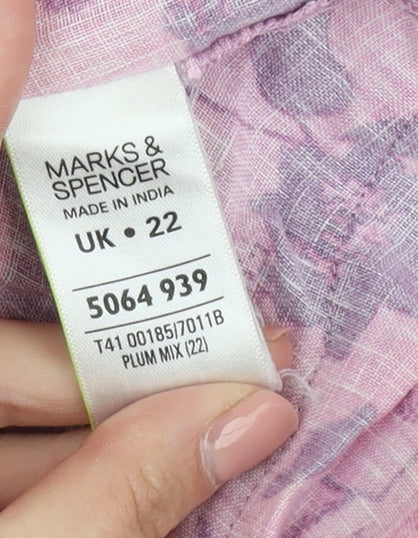 MARKS &
SPENCER
MADE IN INDIA
UK • 22
5064 939
T41 00185/7011B
PLUM MIX (22)